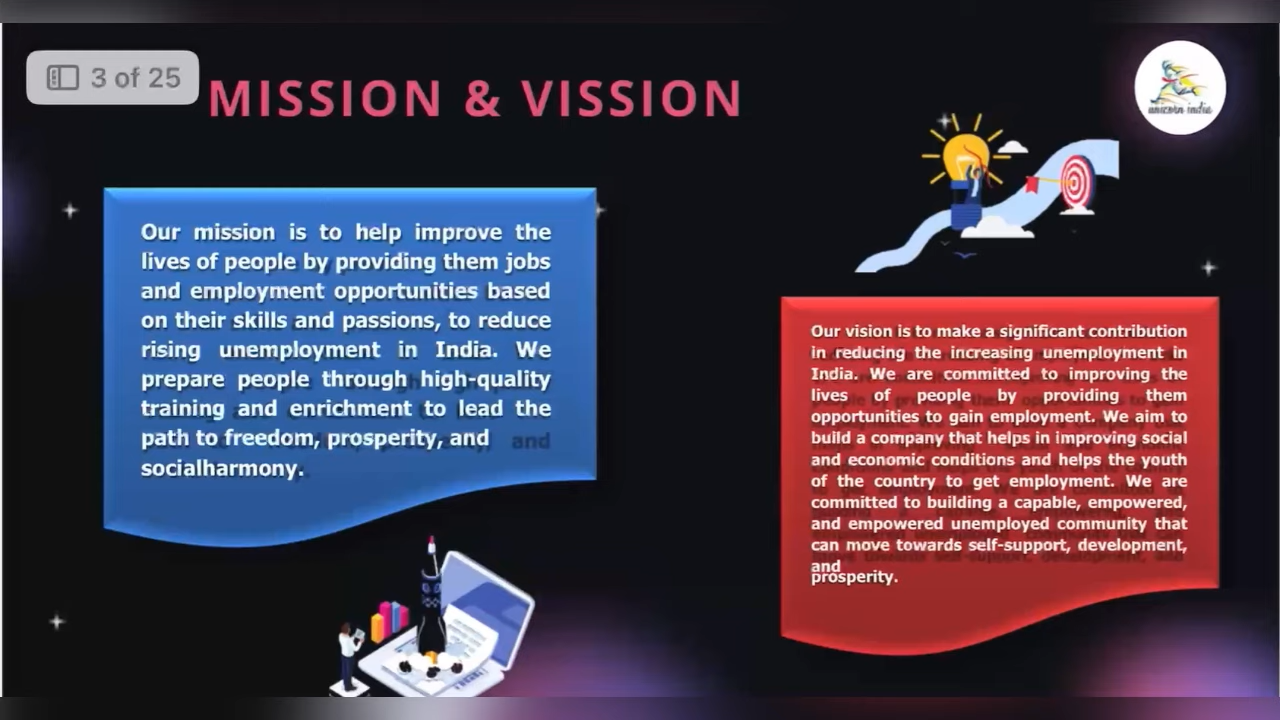 3 of 25
MISSION & VISSION
unicorn india
Our mission is to help improve the
lives of people by providing them jobs
and employment opportunities based
on their skills and passions, to reduce
rising unemployment in India. We
prepare people through high-quality
training and enrichment to lead the
path to freedom, prosperity, and
socialharmony.
Our vision is to make a significant contribution
in reducing the increasing unemployment in
India. We are committed to improving the
lives of people by providing them
opportunities to gain employment. We aim to
build a company that helps in improving social
and economic conditions and helps the youth
of the country to get employment. We are
committed to building a capable, empowered,
and empowered unemployed community that
can move towards self-support, development,
and
prosperity.